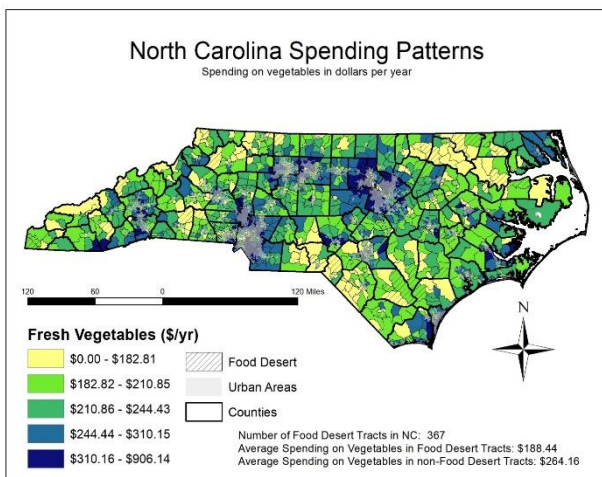 North Carolina Spending Patterns
Spending on vegetables in dollars per year
120 60 0 120 Miles
N
Fresh Vegetables ($/yr)
$0.00 - $182.81
$182.82 - $210.85
$210.86 - $244.43
$244.44 - $310.15
$310.16 - $906.14
Food Desert
Urban Areas
Counties
Number of Food Desert Tracts in NC: 367
Average Spending on Vegetables in Food Desert Tracts: $188.44
Average Spending on Vegetables in non-Food Desert Tracts: $264.16